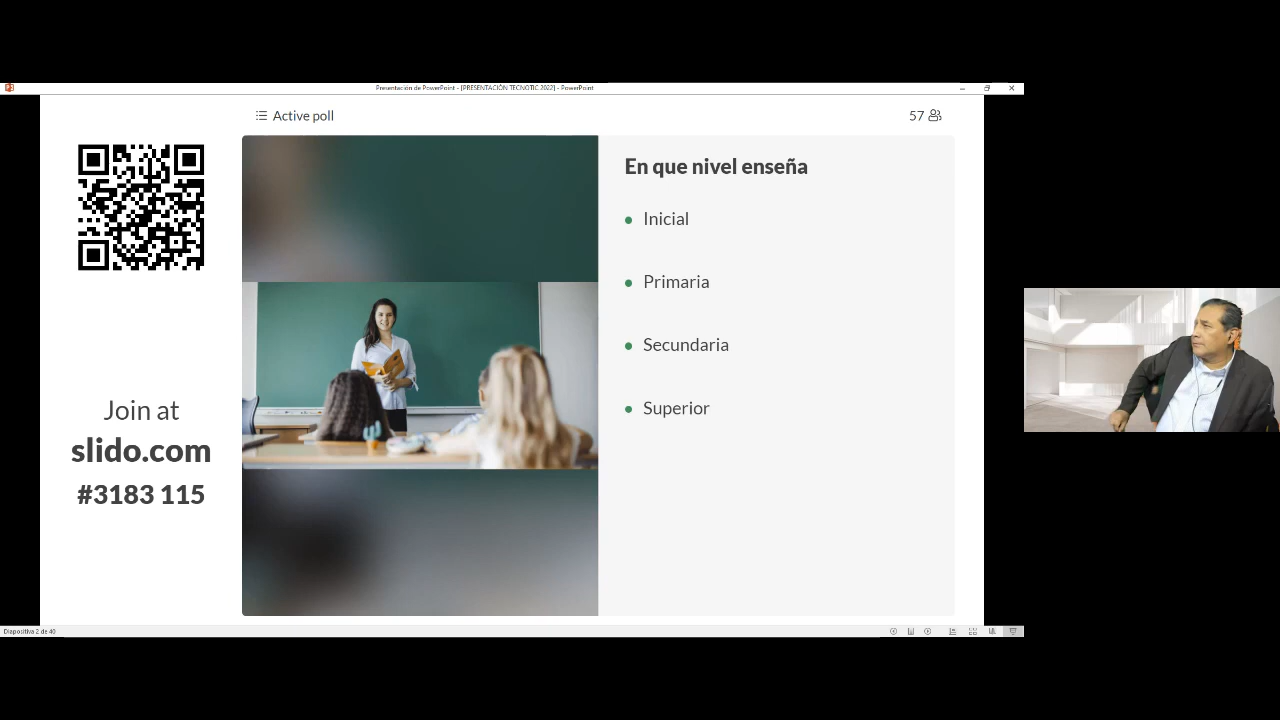 Presentación de PowerPoint - [PRESENTACIÓN TECNOTIC 2022] - PowerPoint
Active poll
57
En que nivel enseña
Inicial
Primaria
Secundaria
Superior
Join at
slido.com
#3183 115
Diapositiva 2 de 40